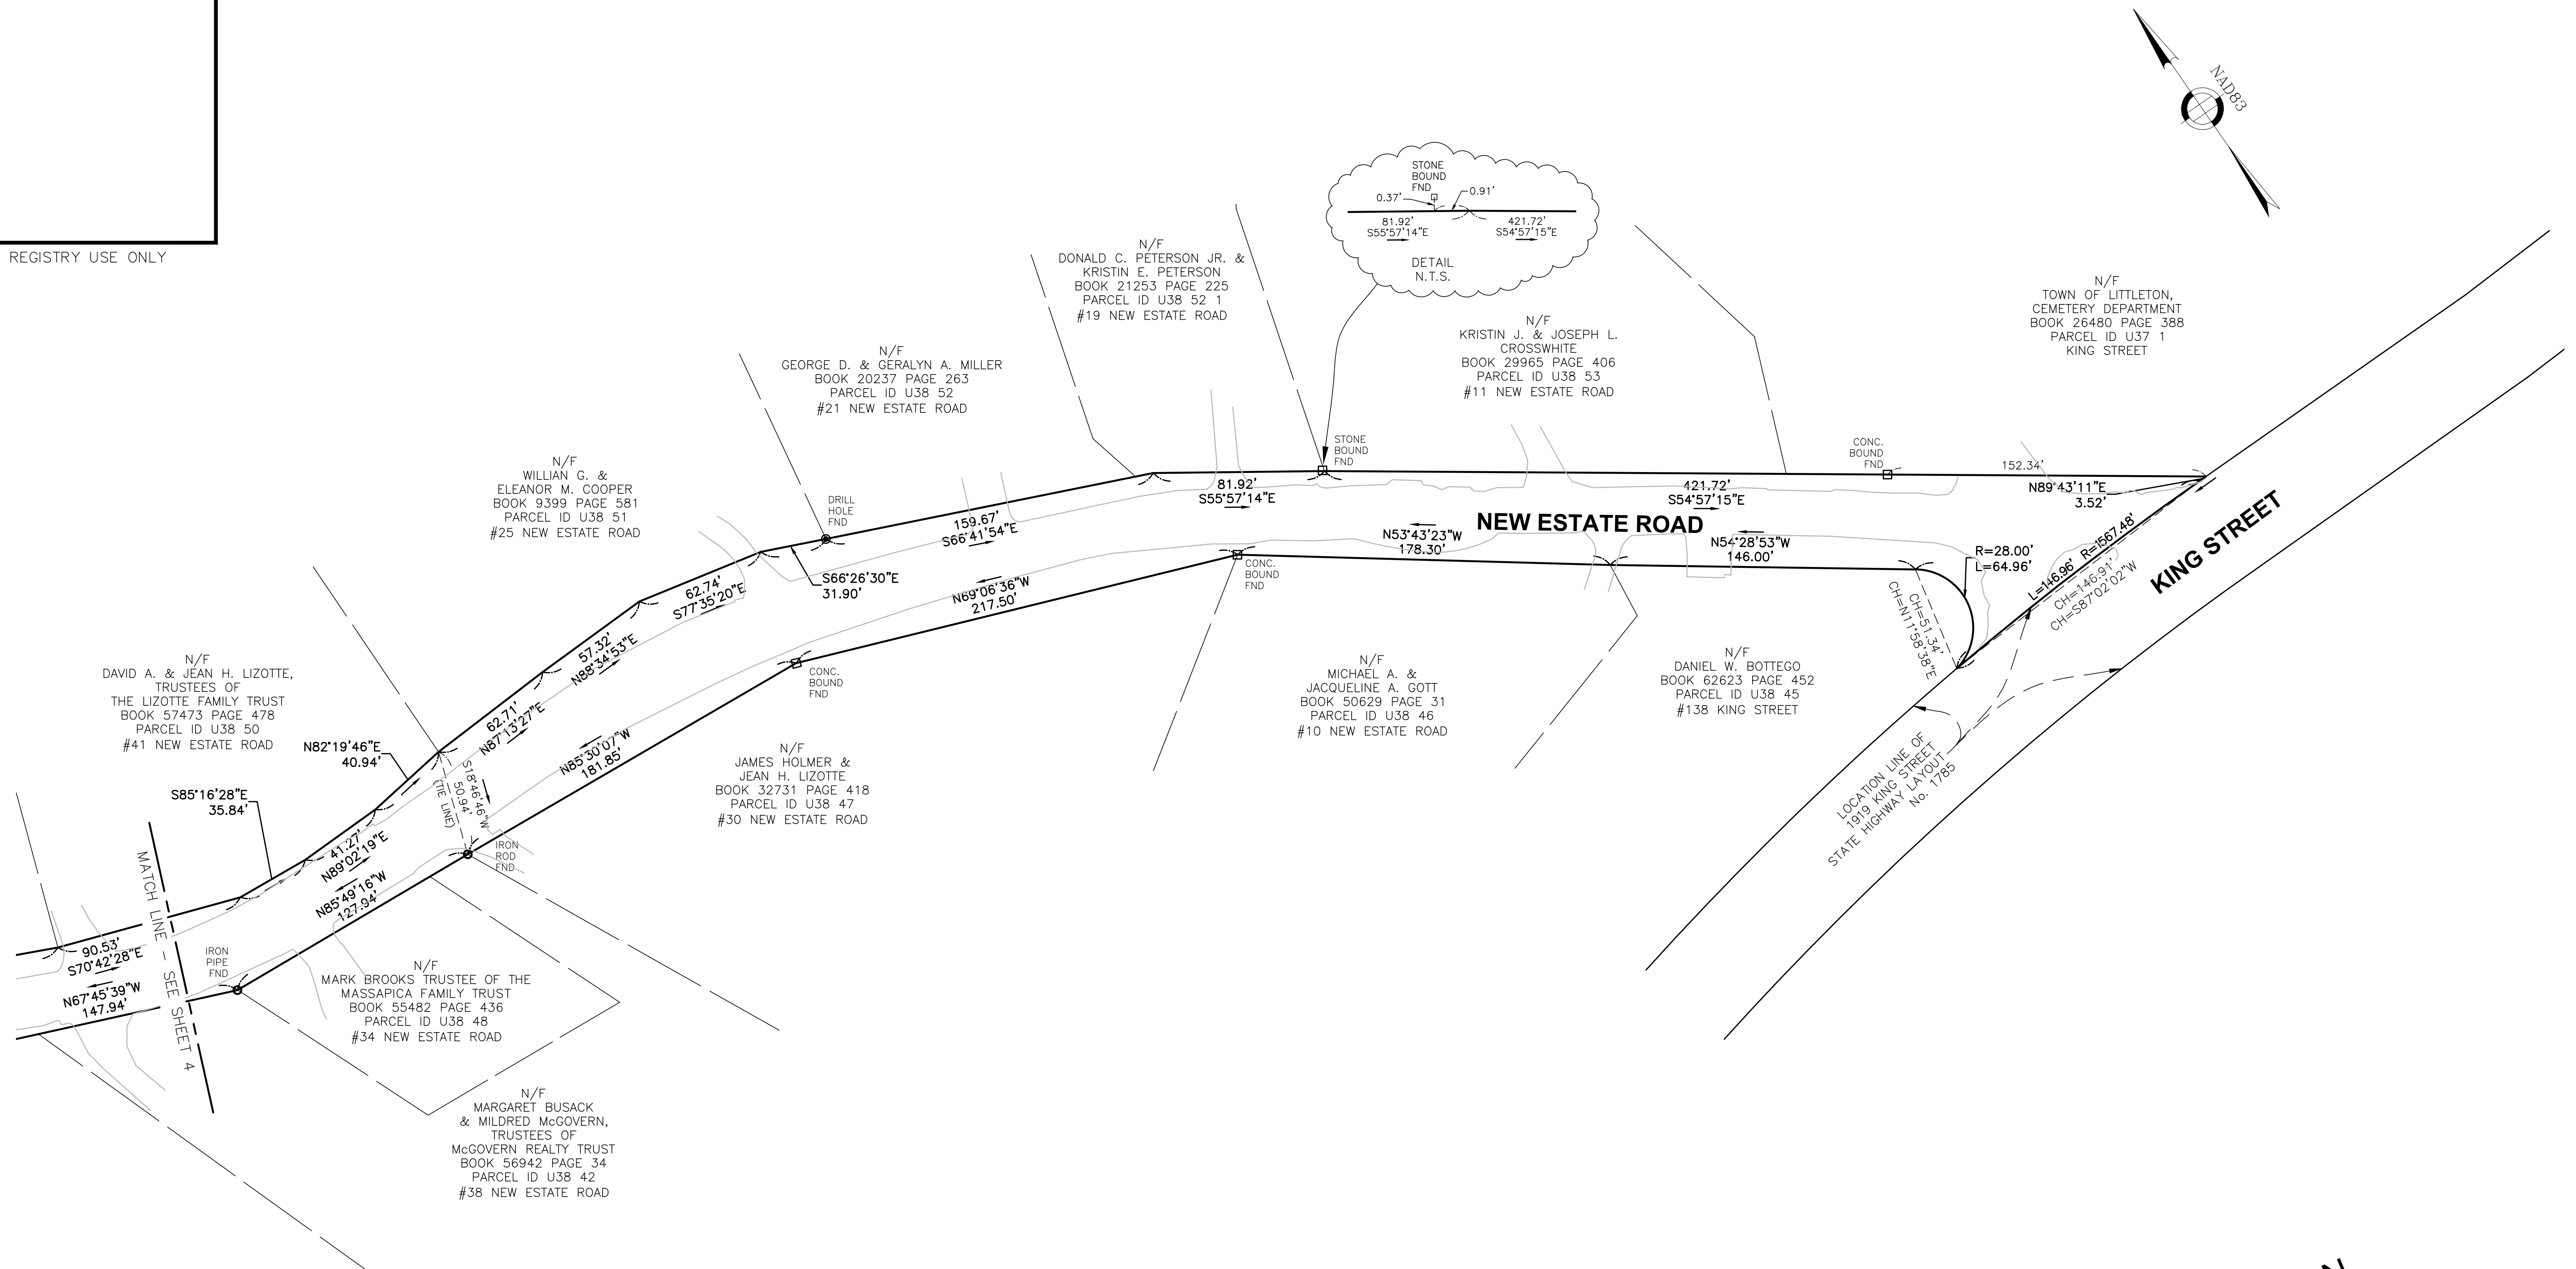 REGISTRY USE ONLY
NAD83
STONE
BOUND
FND
0.37'
0.91'
81.92'
S55°57'14"E
421.72'
S54°57'15"E
DETAIL
N.T.S.
N/F
DONALD C. PETERSON JR. &
KRISTIN E. PETERSON
BOOK 21253 PAGE 225
PARCEL ID U38 52 1
#19 NEW ESTATE ROAD
N/F
TOWN OF LITTLETON,
CEMETERY DEPARTMENT
BOOK 26480 PAGE 388
PARCEL ID U37 1
KING STREET
N/F
KRISTIN J. & JOSEPH L.
CROSSWHITE
BOOK 29965 PAGE 406
PARCEL ID U38 53
#11 NEW ESTATE ROAD
N/F
GEORGE D. & GERALYN A. MILLER
BOOK 20237 PAGE 263
PARCEL ID U38 52
#21 NEW ESTATE ROAD
N/F
WILLIAN G. &
ELEANOR M. COOPER
BOOK 9399 PAGE 581
PARCEL ID U38 51
#25 NEW ESTATE ROAD
STONE
BOUND
FND
CONC.
BOUND
FND
152.34'
N89°43'11"E
3.52'
DRILL
HOLE
FND
81.92'
S55°57'14"E
421.72'
S54°57'15"E
159.67'
S66°41'54"E
NEW ESTATE ROAD
N53°43'23"W
178.30'
N54°28'53"W
146.00'
R=28.00'
L=64.96'
CH=51.34'
CH=N11°58'38"E
L=146.96' R=1567.48'
CH=146.91'
CH=S87°02'02"W
KING STREET
S66°26'30"E
31.90'
62.74'
S77°35'20"E
N69°06'36"W
217.50'
CONC.
BOUND
FND
57.32'
N88°34'53"E
CONC.
BOUND
FND
62.71'
N87°13'27"E
N85°30'07"W
181.85'
N/F
DAVID A. & JEAN H. LIZOTTE,
TRUSTEES OF
THE LIZOTTE FAMILY TRUST
BOOK 57473 PAGE 478
PARCEL ID U38 50
#41 NEW ESTATE ROAD
N82°19'46"E
40.94'
S85°16'28"E
35.84'
S18°46'46"W
50.94'
(TIE LINE)
N/F
JAMES HOLMER &
JEAN H. LIZOTTE
BOOK 32731 PAGE 418
PARCEL ID U38 47
#30 NEW ESTATE ROAD
N/F
MICHAEL A. &
JACQUELINE A. GOTT
BOOK 50629 PAGE 31
PARCEL ID U38 46
#10 NEW ESTATE ROAD
N/F
DANIEL W. BOTTEGO
BOOK 62623 PAGE 452
PARCEL ID U38 45
#138 KING STREET
LOCATION LINE OF
1919 KING STREET
STATE HIGHWAY LAYOUT
No. 1785
41.27'
N89°02'19"E
N85°49'16"W
127.94'
IRON
ROD
FND
MATCH LINE - SEE SHEET 4
90.53'
S70°42'28"E
N67°45'39"W
147.94'
IRON
PIPE
FND
N/F
MARK BROOKS TRUSTEE OF THE
MASSAPICA FAMILY TRUST
BOOK 55482 PAGE 436
PARCEL ID U38 48
#34 NEW ESTATE ROAD
N/F
MARGARET BUSACK
& MILDRED McGOVERN,
TRUSTEES OF
McGOVERN REALTY TRUST
BOOK 56942 PAGE 34
PARCEL ID U38 42
#38 NEW ESTATE ROAD